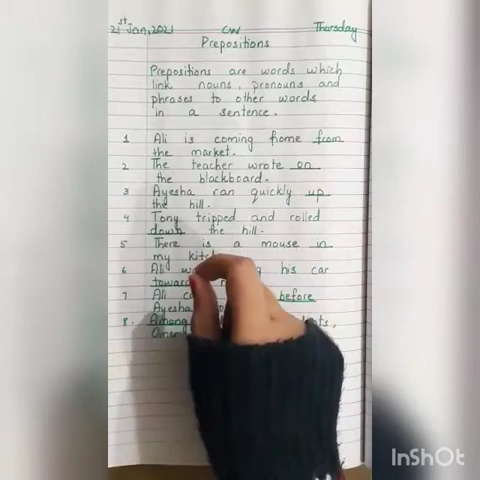 21st Jan, 2021 CW Thursday
Prepositions
Prepositions are words which
link nouns, pronouns and
phrases to other words
in a sentence.
1 Ali is coming home from
the market.
2 The teacher wrote on
the blackboard.
3 Ayesha ran quickly up
the hill.
4 Tony tripped and rolled
down the hill.
5 There is a mouse in
my
6 Ali his car
7 Ali before
Ayesha
8. Among
InShOt